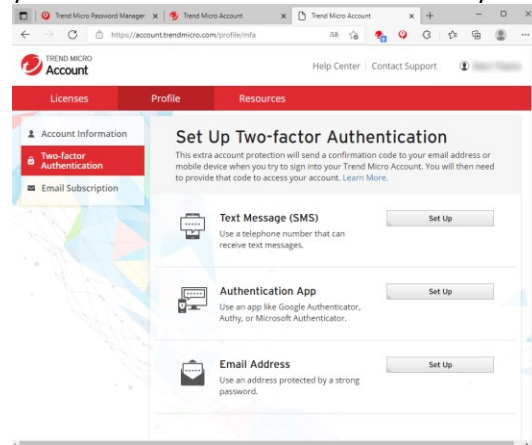 Trend Micro Password Manager
Trend Micro Account
Trend Micro Account
https://account.trendmicro.com/profile/mfa
TREND MICRO
Account
Help Center
Contact Support
Licenses
Profile
Resources
Account Information
Two-factor
Authentication
Email Subscription
Set Up Two-factor Authentication
This extra account protection will send a confirmation code to your email address or
mobile device when you try to sign into your Trend Micro Account. You will then need
to provide that code to access your account. Learn More.
Text Message (SMS)
Use a telephone number that can
receive text messages.
Set Up
Authentication App
Use an app like Google Authenticator,
Authy, or Microsoft Authenticator.
Set Up
Email Address
Use an address protected by a strong
password.
Set Up